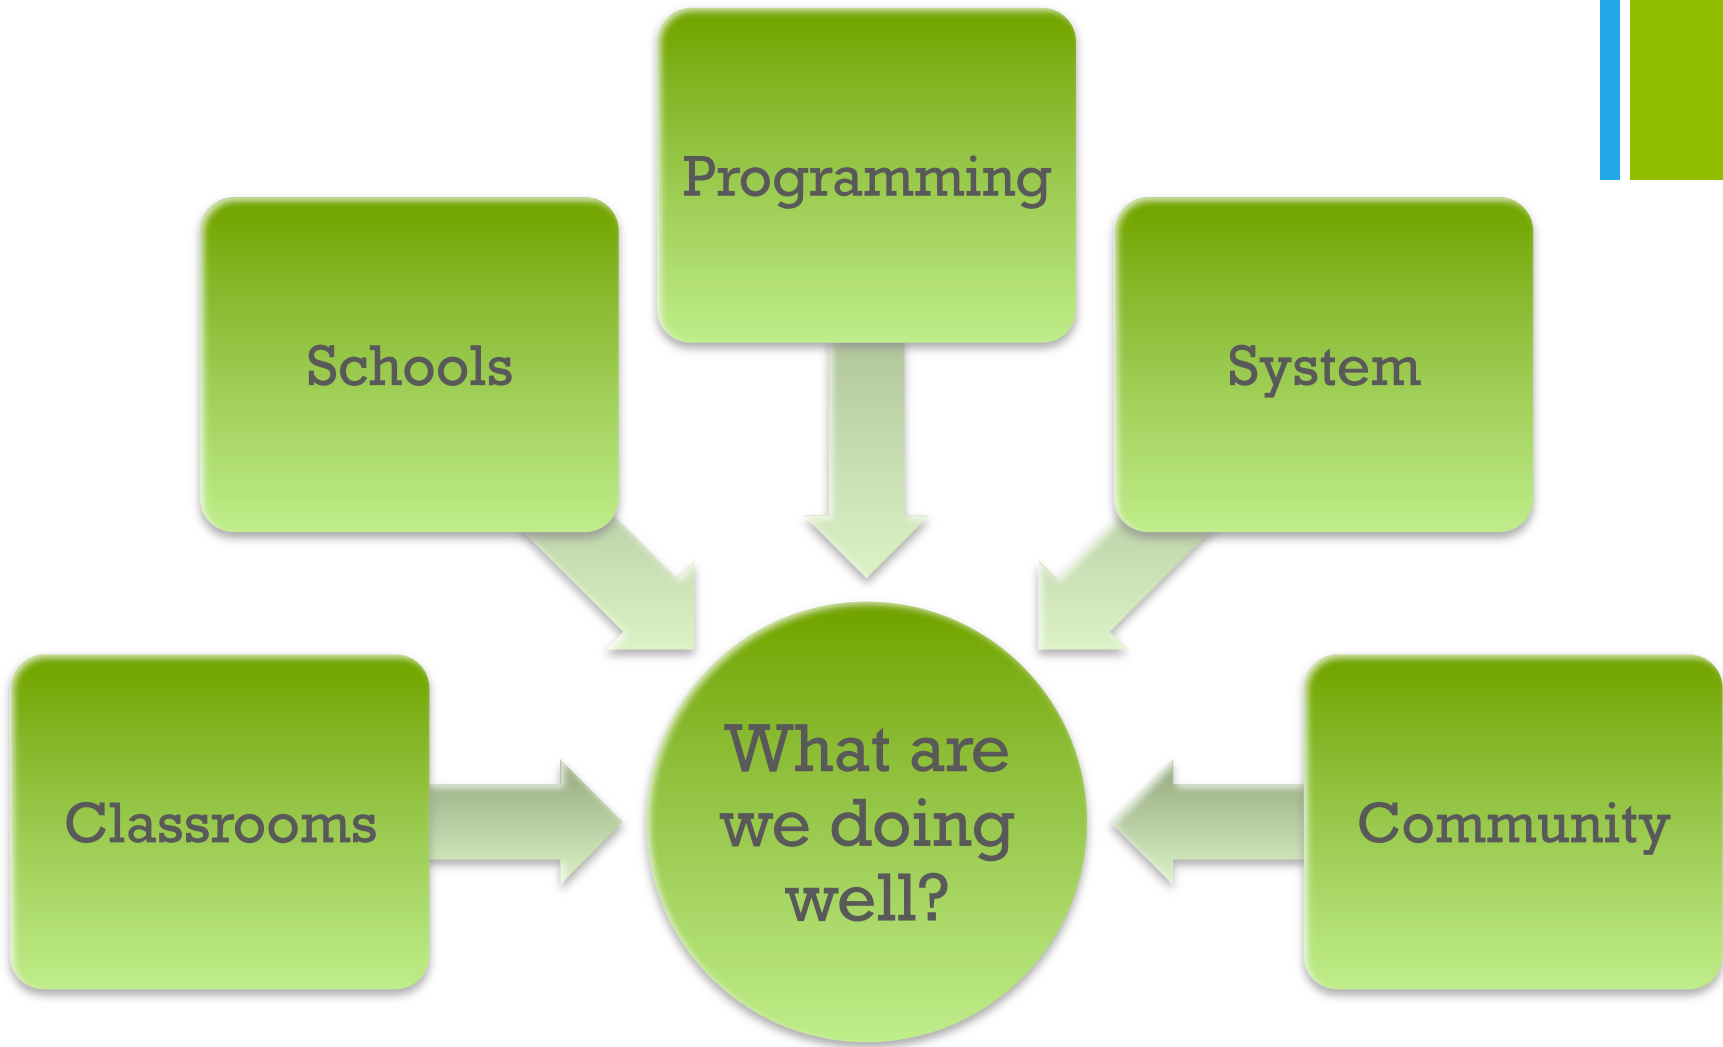 Programming
Schools
System
Classrooms
What are
we doing
well?
Community